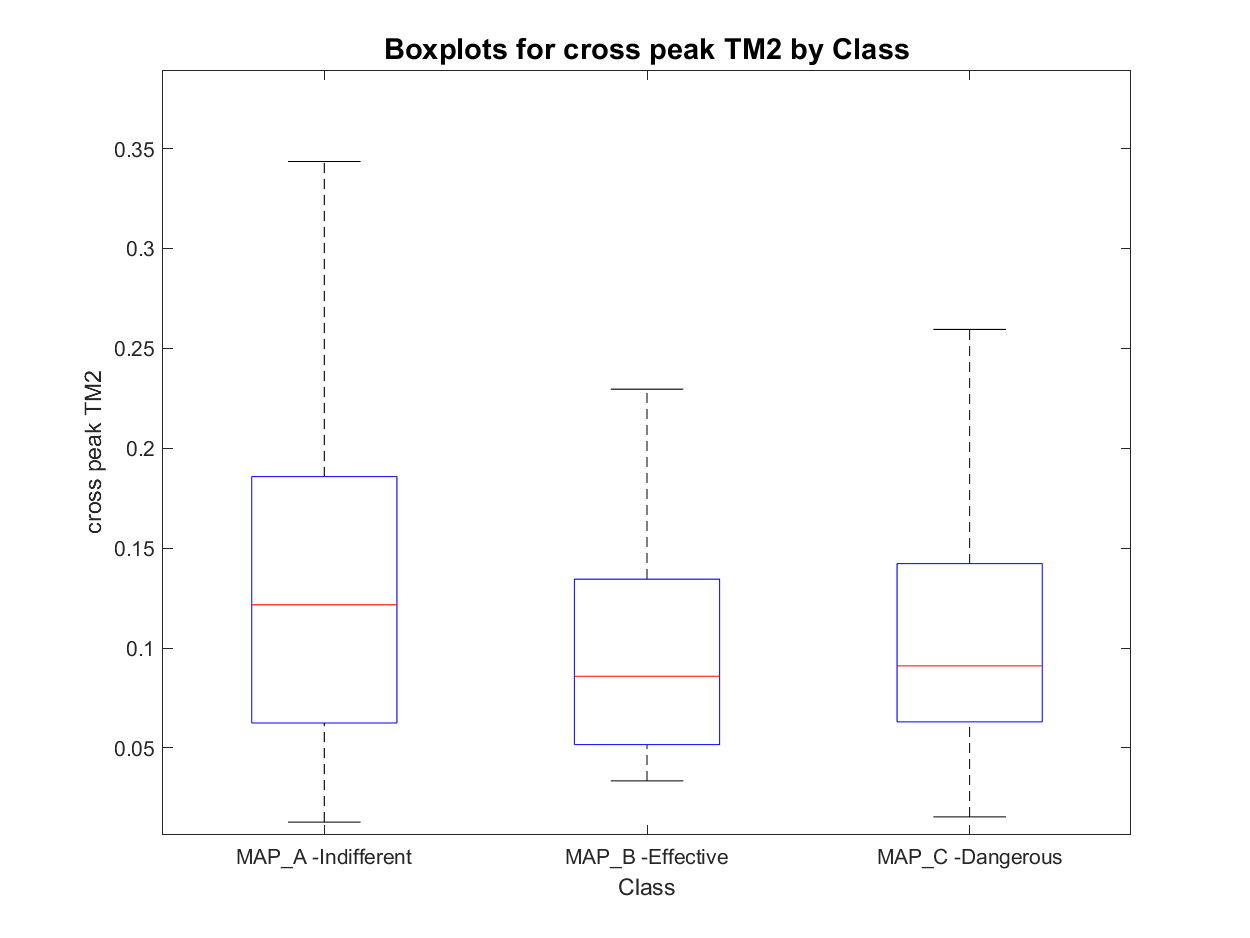 Boxplots for cross peak TM2 by Class
0.35
0.3
0.25
0.2
0.15
0.1
0.05
cross peak TM2
MAP_A -Indifferent
MAP_B -Effective
MAP_C -Dangerous
Class